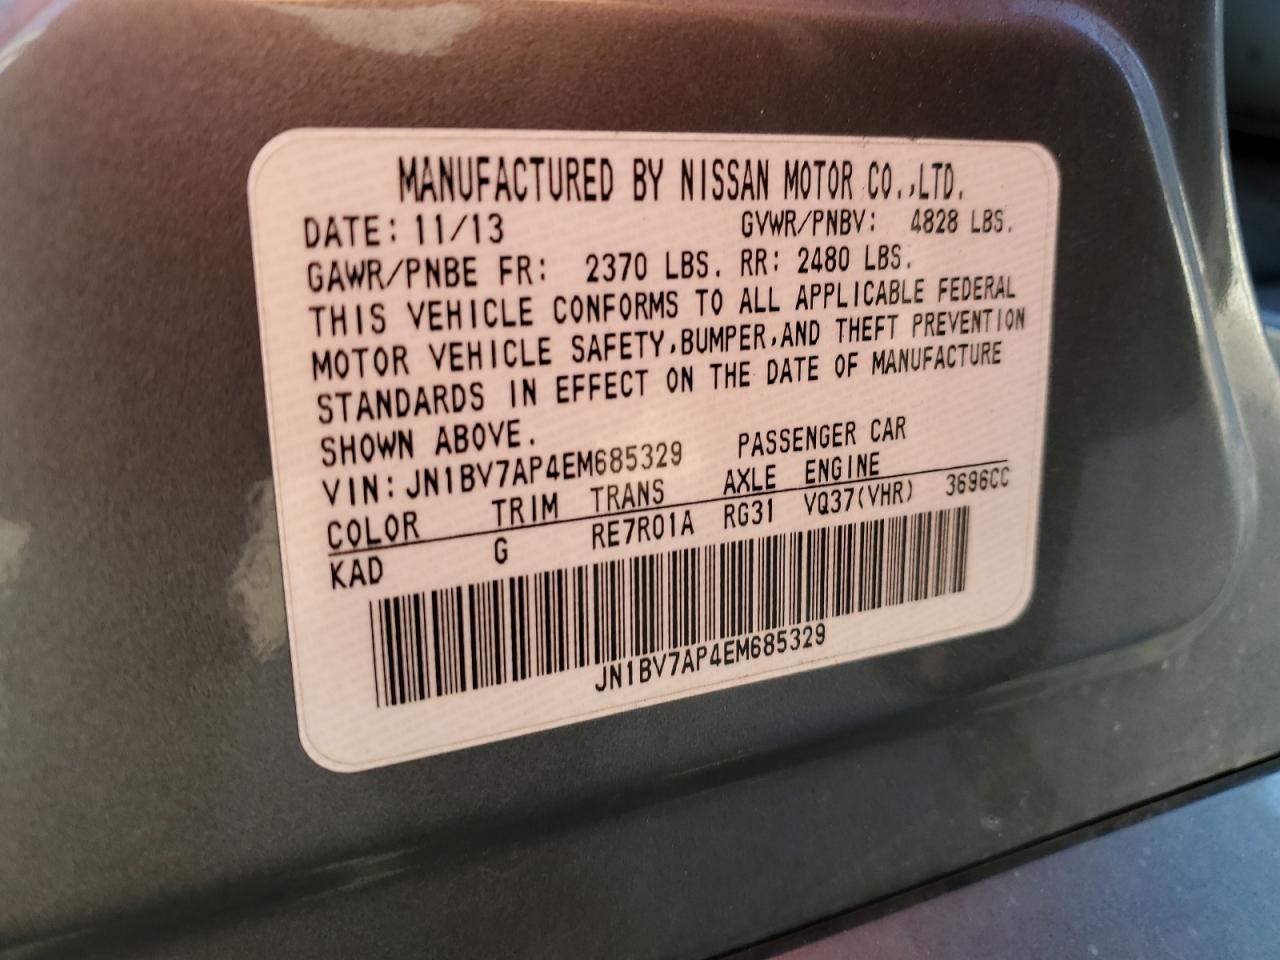 MANUFACTURED BY NISSAN MOTOR CO.,LTD.
DATE: 11/13 GVWR/PNBV: 4828 LBS.
GAWR/PNBE FR: 2370 LBS. RR: 2480 LBS.
THIS VEHICLE CONFORMS TO ALL APPLICABLE FEDERAL
MOTOR VEHICLE SAFETY,BUMPER,AND THEFT PREVENTION
STANDARDS IN EFFECT ON THE DATE OF MANUFACTURE
SHOWN ABOVE.
VIN: JN1BV7AP4EM685329 PASSENGER CAR
COLOR TRIM TRANS AXLE ENGINE
KAD G RE7R01A RG31 VQ37(VHR) 3696CC
JN1BV7AP4EM685329